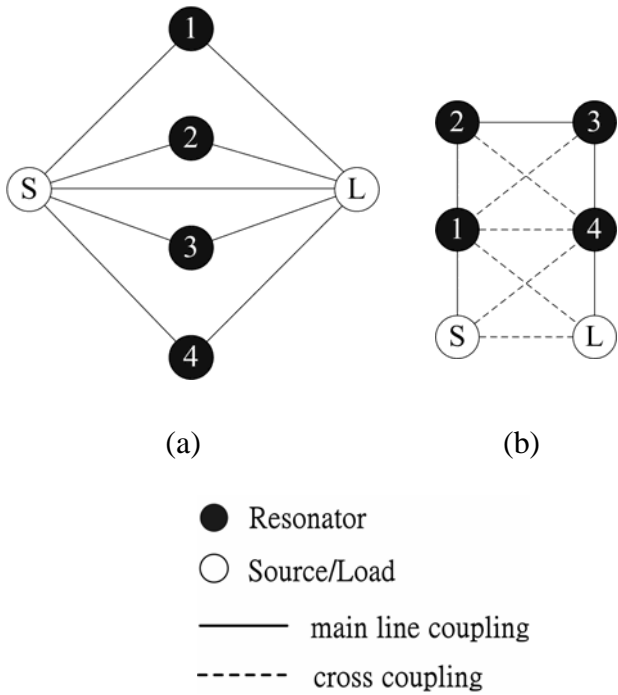 1
2
S
L
3
4
2
3
1
4
S
L
(a)
(b)
Resonator
Source/Load
main line coupling
cross coupling